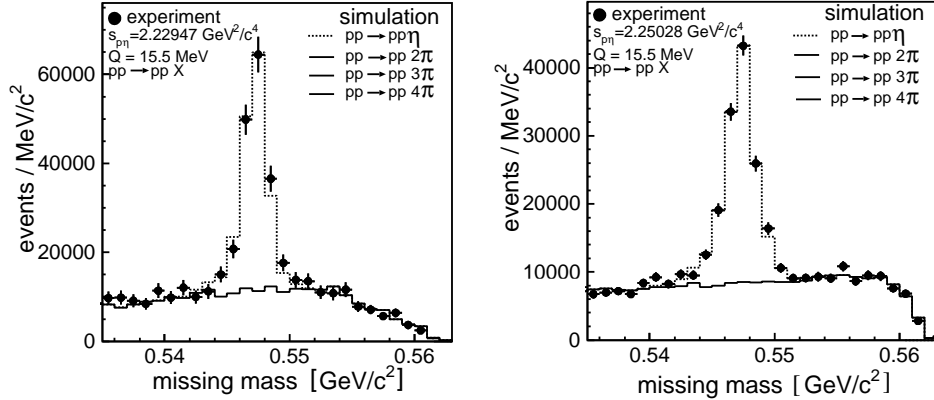 experiment
s_pη=2.22947 GeV²/c⁴
Q = 15.5 MeV
pp → pp X
simulation
pp → pp η
pp → pp 2π
pp → pp 3π
pp → pp 4π
events / MeV/c²
60000
40000
20000
0
0.54
0.55
0.56
missing mass [GeV/c²]
experiment
s_pη=2.25028 GeV²/c⁴
Q = 15.5 MeV
pp → pp X
simulation
pp → pp η
pp → pp 2π
pp → pp 3π
pp → pp 4π
events / MeV/c²
40000
30000
20000
10000
0
0.54
0.55
0.56
missing mass [GeV/c²]